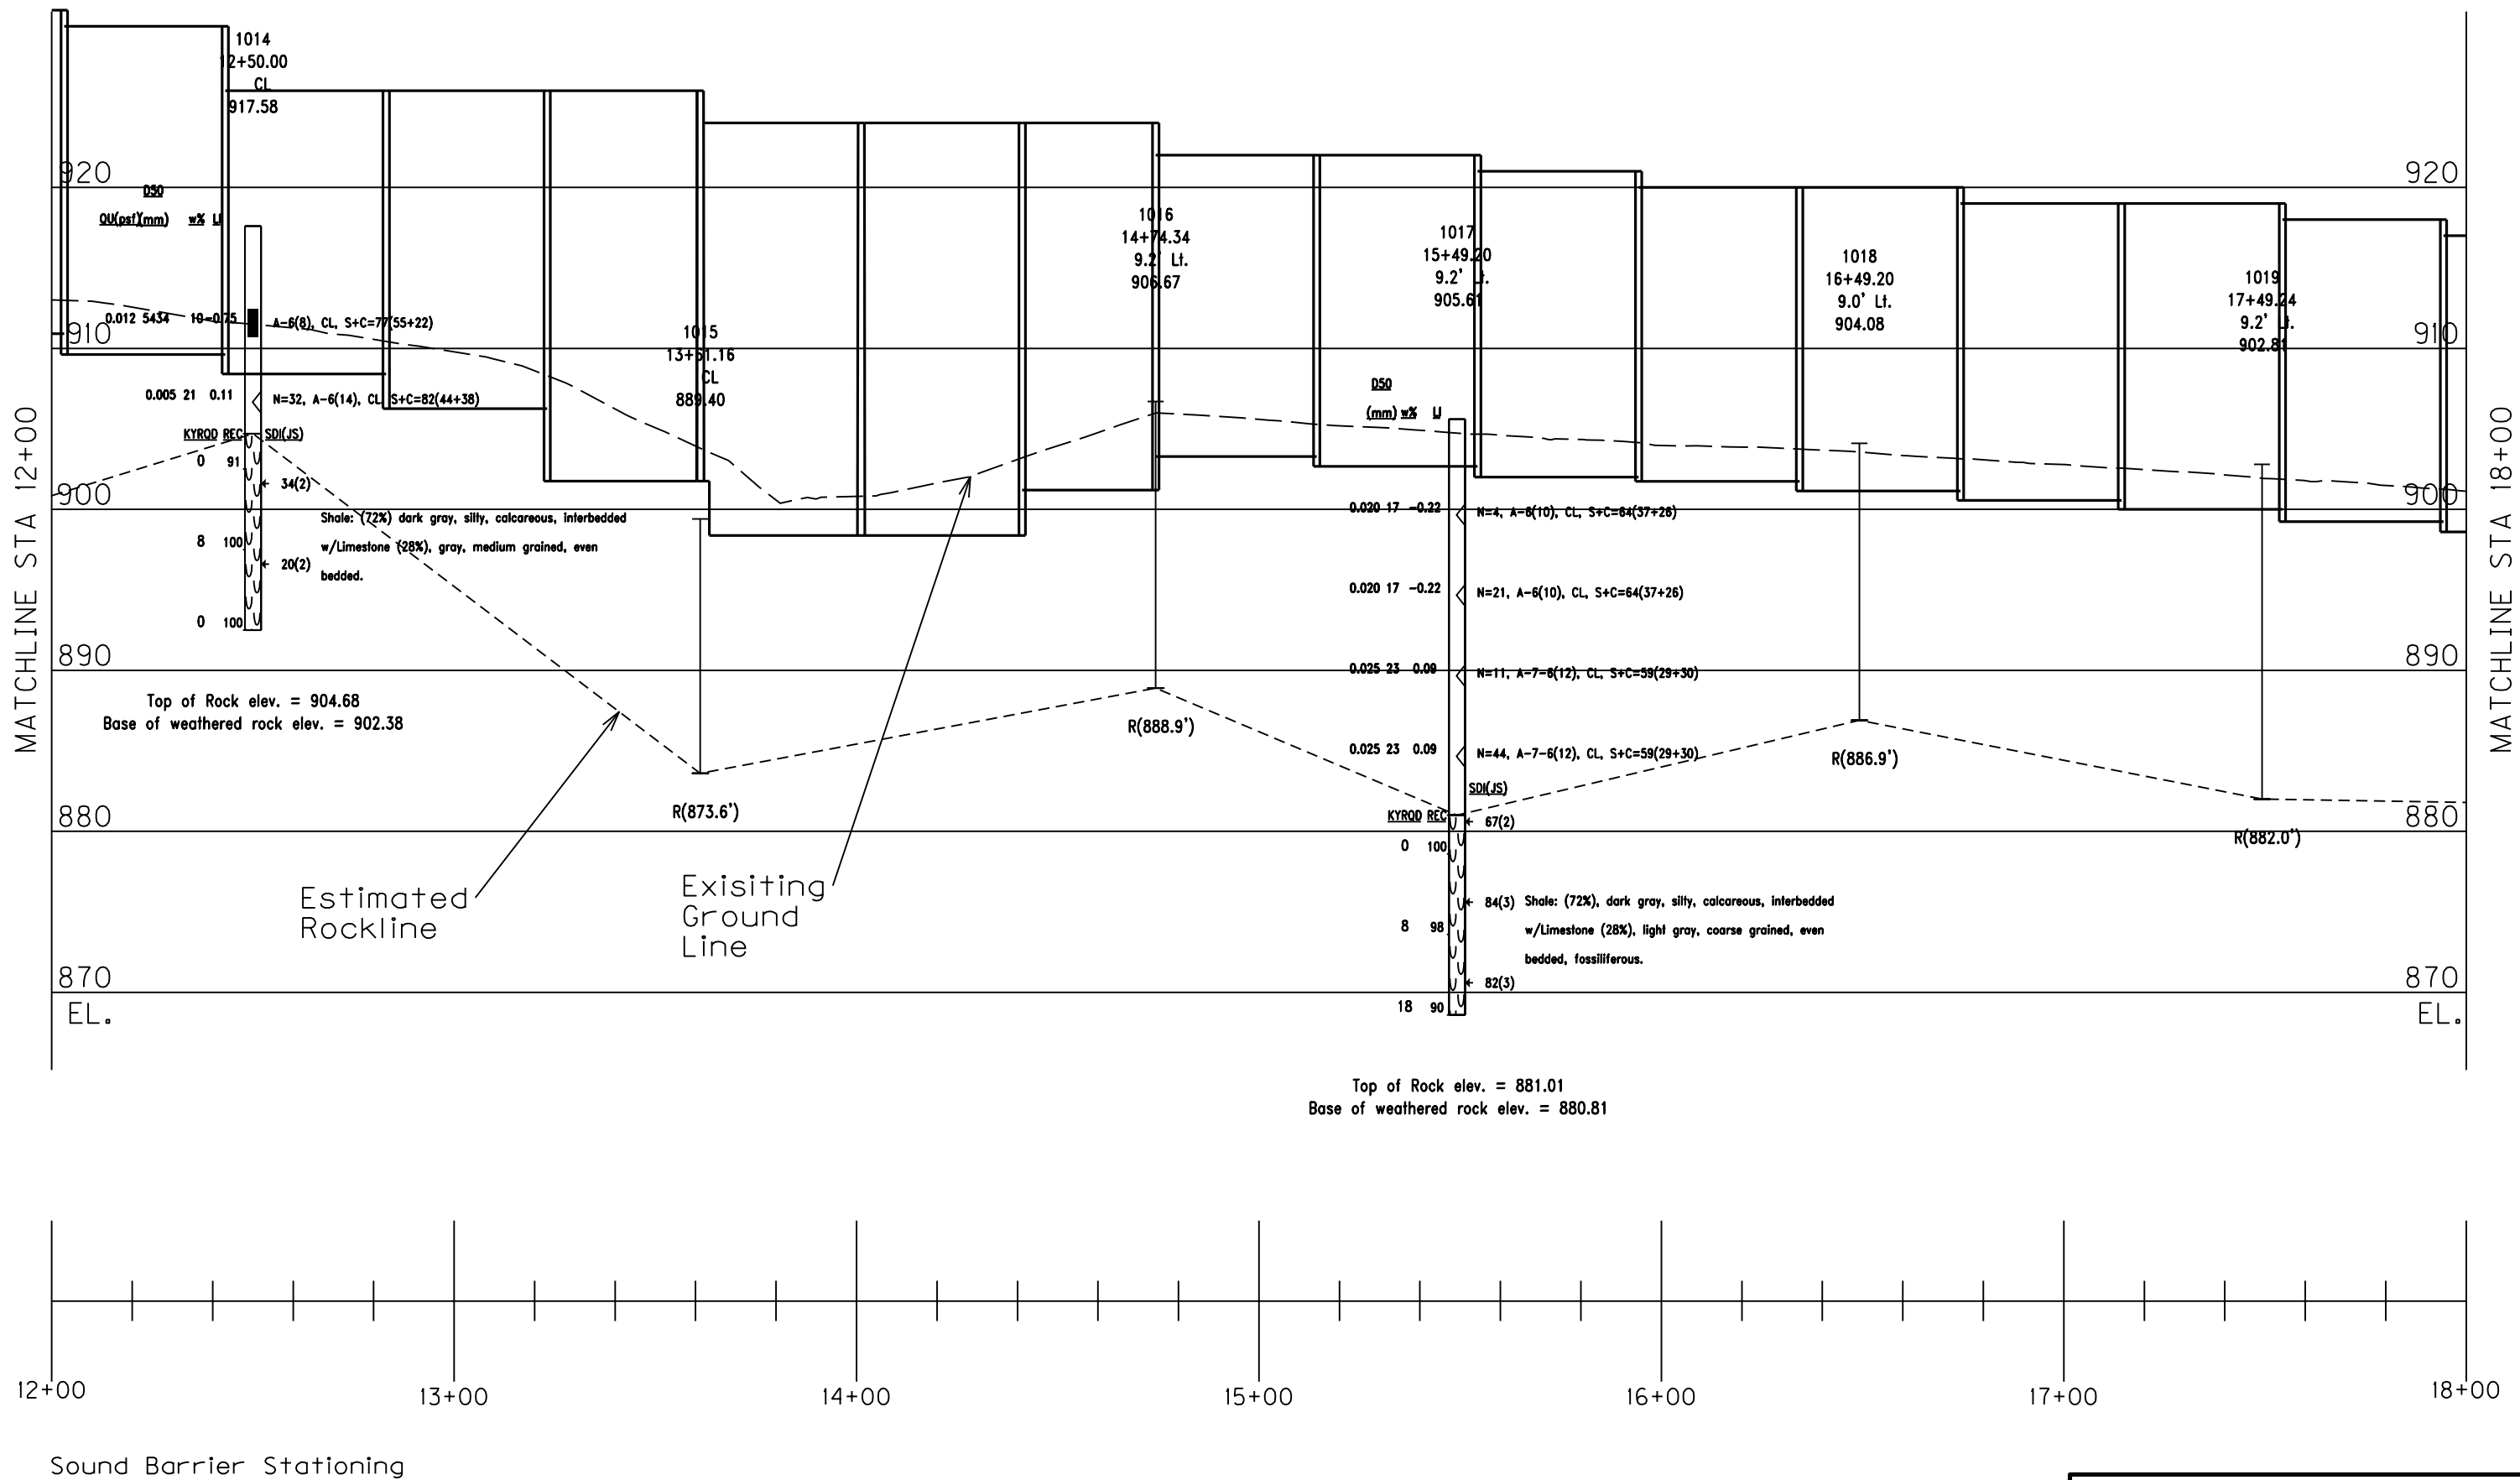 1014
12+50.00
CL
917.58
920
920
D50
QU(psf)(mm) w% LI
1016
14+74.34
9.2' Lt.
906.67
1017
15+49.20
9.2' Lt.
905.61
1018
16+49.20
9.0' Lt.
904.08
1019
17+49.24
9.2' Lt.
902.81
0.012 5434 10 -0.75
A-6(8), CL, S+C=77(55+22)
910
910
1015
13+61.16
CL
889.40
D50
(mm) w% LI
0.005 21 0.11
N=32, A-6(14), CL, S+C=82(44+38)
KYRQD REC
SDI(JS)
0 91
34(2)
900
900
Shale: (72%) dark gray, silty, calcareous, interbedded
w/Limestone (28%), gray, medium grained, even
bedded.
8 100
20(2)
0 100
0.020 17 -0.22
N=4, A-6(10), CL, S+C=64(37+26)
0.020 17 -0.22
N=21, A-6(10), CL, S+C=64(37+26)
890
890
0.025 23 0.09
N=11, A-7-6(12), CL, S+C=59(29+30)
Top of Rock elev. = 904.68
Base of weathered rock elev. = 902.38
R(888.9')
0.025 23 0.09
N=44, A-7-6(12), CL, S+C=59(29+30)
R(886.9')
SDI(JS)
R(873.6')
KYRQD REC
67(2)
880
880
R(882.0')
0 100
Estimated
Rockline
Exisiting
Ground
Line
84(3)
Shale: (72%), dark gray, silty, calcareous, interbedded
w/Limestone (28%), light gray, coarse grained, even
bedded, fossiliferous.
8 98
870
870
82(3)
18 90
EL.
EL.
Top of Rock elev. = 881.01
Base of weathered rock elev. = 880.81
MATCHLINE STA 12+00
MATCHLINE STA 18+00
12+00
13+00
14+00
15+00
16+00
17+00
18+00
Sound Barrier Stationing